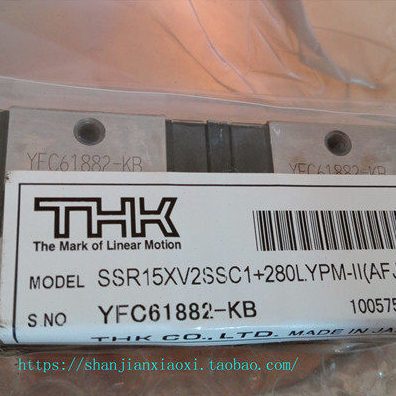 YFC61882-KB YFC61882-KB
THK
The Mark of Linear Motion
MODEL SSR15XV2SSC1+280LYPM-II(AFJ
S NO YFC61882-KB 100575
THK CO., LTD. MADE IN JA
https://shanjianxiaoxi.taobao.com/